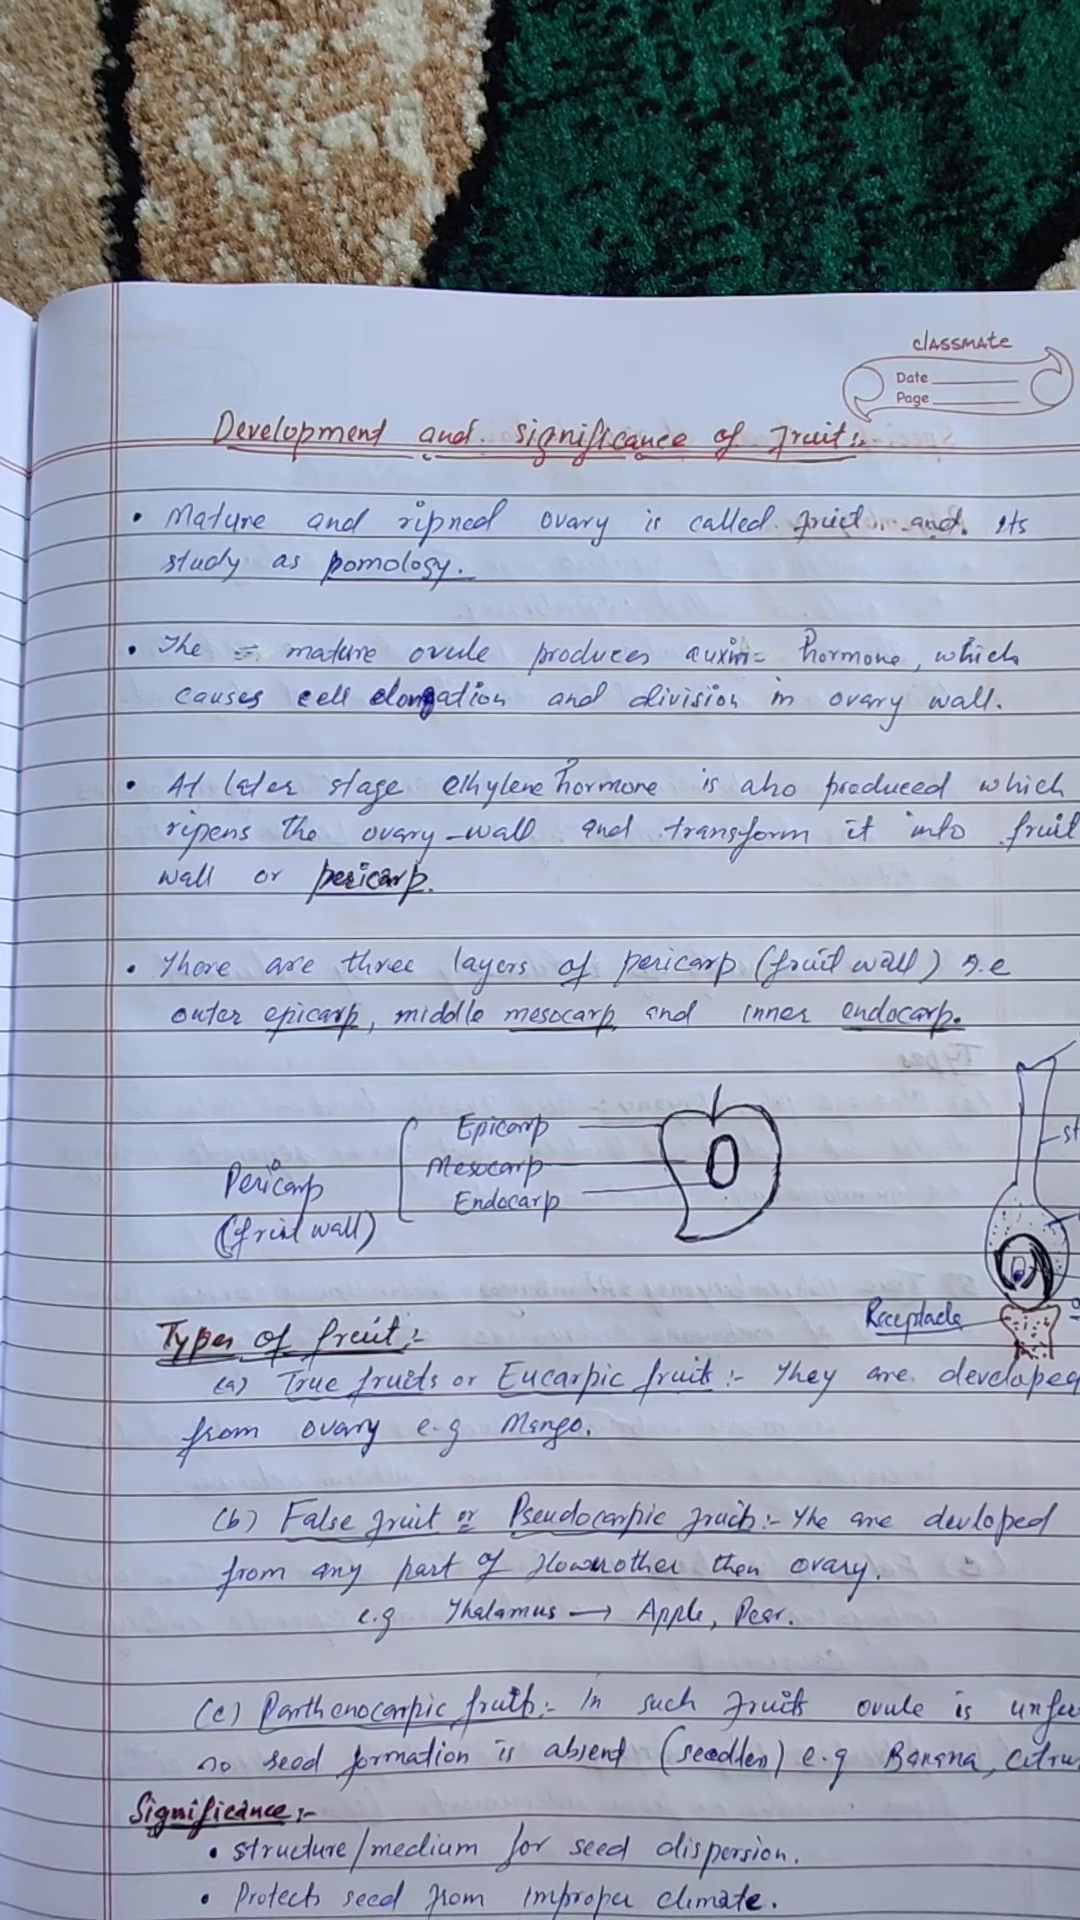 classmate
Date
Page
Development and significance of fruit:-
• Mature and ripned ovary is called fruit and its
study as pomology.
• The mature ovule produces auxin hormone, which
causes cell elongation and division in ovary wall.
• At later stage ethylene hormone is also produced which
ripens the ovary-wall and transform it into fruit
wall or pericarp.
• There are three layers of pericarp (fruit wall) i.e
outer epicarp, middle mesocarp and inner endocarp.
Epicarp
Mesocarp
Endocarp
Pericarp
(fruit wall)
st
Receptacle
Types of fruit:-
(a) True fruits or Eucarpic fruit:- They are developed
from ovary e.g Mango.
(b) False fruit or Pseudocarpic fruit:- The are devloped
from any part of flower other then ovary.
e.g Thalamus → Apple, Pear.
(c) Parthenocarpic fruit:- In such fruits ovule is unfer
no seed formation is absent (seedless) e.g Banana, Citrus
Significance:-
• structure/medium for seed dispersion.
• Protects seed from improper climate.